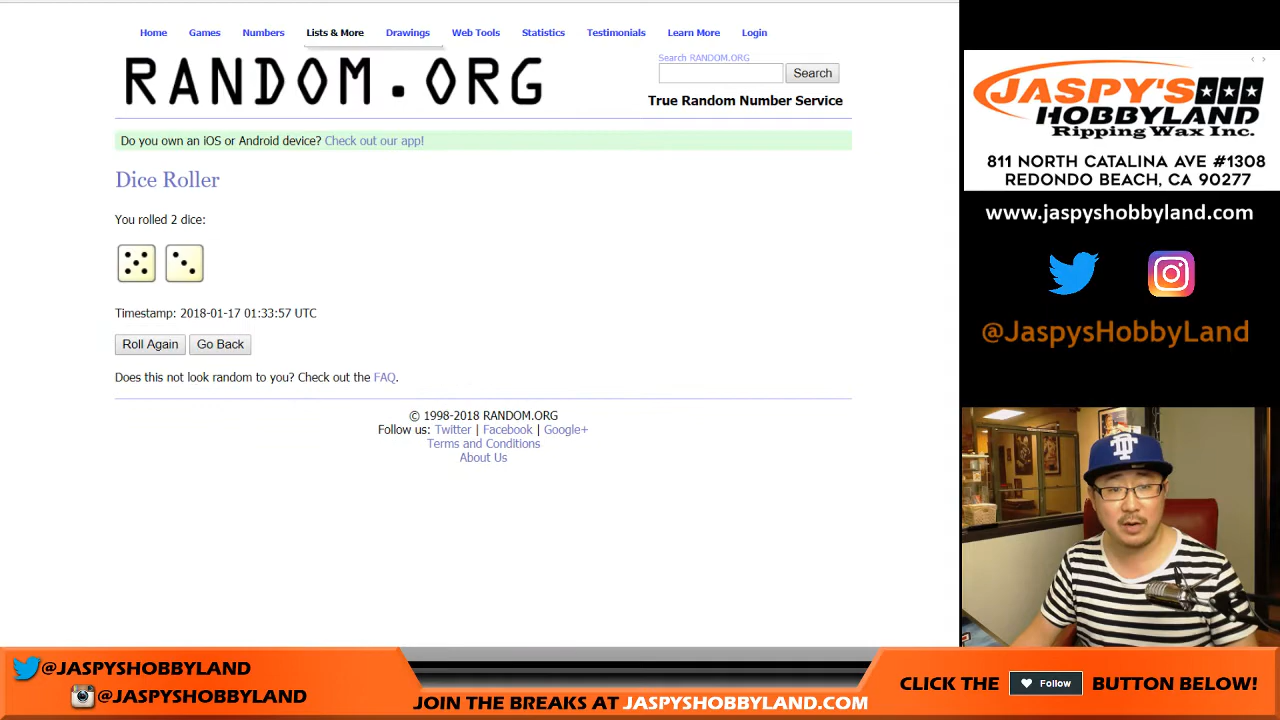 Home Games Numbers Lists & More Drawings Web Tools Statistics Testimonials Learn More Login
RANDOM.ORG
Search RANDOM.ORG
Search
True Random Number Service
Do you own an iOS or Android device? Check out our app!
Dice Roller
You rolled 2 dice:
Timestamp: 2018-01-17 01:33:57 UTC
Roll Again Go Back
Does this not look random to you? Check out the FAQ.
© 1998-2018 RANDOM.ORG
Follow us: Twitter | Facebook | Google+
Terms and Conditions
About Us
JASPY'S
HOBBYLAND
Ripping Wax Inc.
811 NORTH CATALINA AVE #1308
REDONDO BEACH, CA 90277
www.jaspyshobbyland.com
@JaspysHobbyLand
@JASPYSHOBBYLAND
@JASPYSHOBBYLAND
JOIN THE BREAKS AT JASPYSHOBBYLAND.COM
CLICK THE Follow BUTTON BELOW!